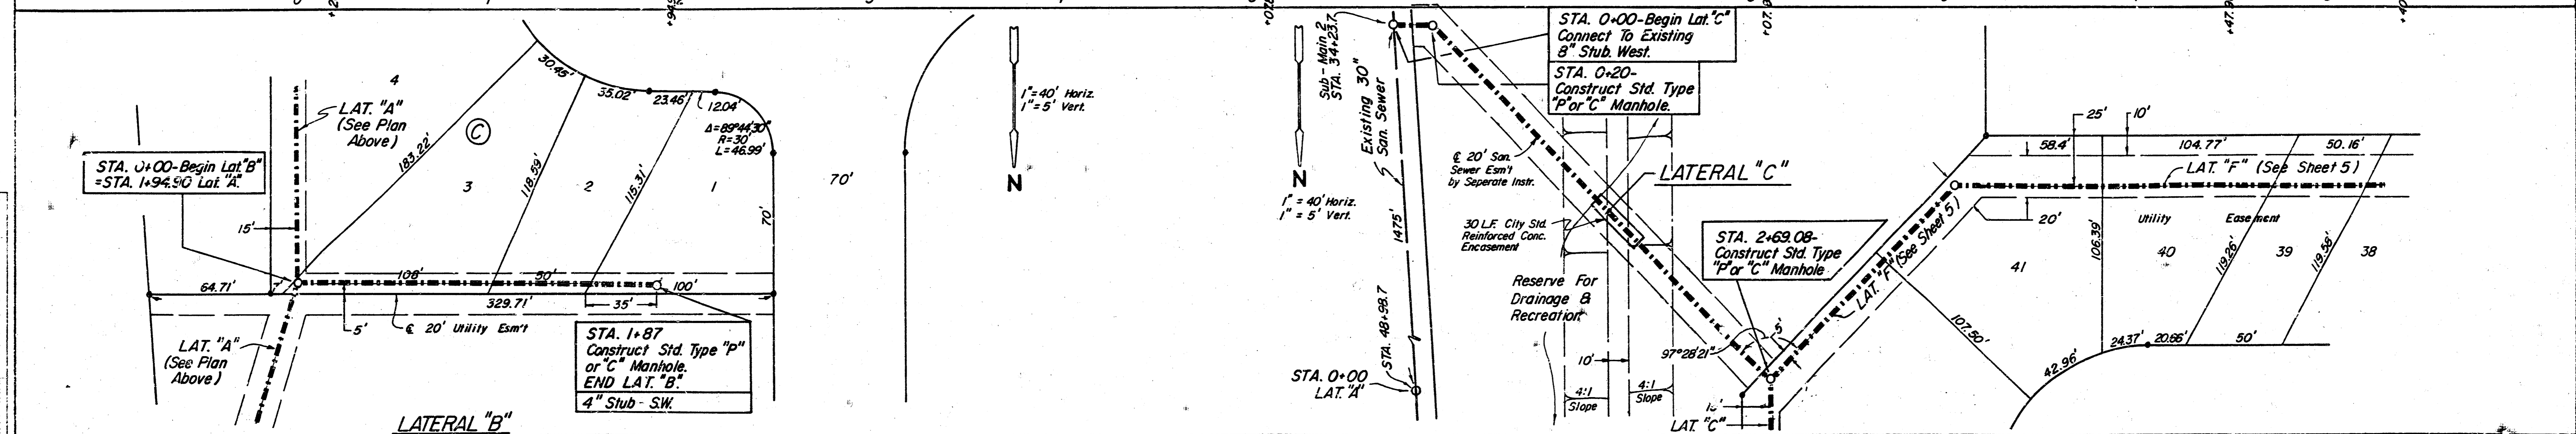 4
30.45'
35.02'
23.46'
12.04'
Δ=89°44'30"
R=30'
L=46.99'
LAT. "A"
(See Plan
Above)
183.22'
C
3
118.59'
2
115.31'
1
70'
70'
STA. 0+00-Begin Lat."B"
=STA. 1+94.90 Lat. "A".
15'
64.71'
108'
50'
100'
329.71'
35'
5'
℄ 20' Utility Esm't
LAT. "A"
(See Plan
Above)
STA. 1+87
Construct Std. Type "P"
or "C" Manhole.
END LAT. "B".
4" Stub - S.W.
LATERAL "B"
1"=40' Horiz.
1"=5' Vert.
N
1"=40' Horiz.
1" = 5' Vert.
N
Sub-Main 2
STA. 34+23.7
Existing 30"
San. Sewer
1475'
STA. 48+98.7
STA. 0+00
LAT. "A"
STA. 0+00-Begin Lat."C"
Connect To Existing
8" Stub. West.
STA. 0+20-
Construct Std. Type
"P" or "C" Manhole.
℄ 20' San.
Sewer Esm't
by Seperate Instr.
LATERAL "C"
30 L.F. City Std.
Reinforced Conc.
Encasement
Reserve For
Drainage &
Recreation
10'
4:1
Slope
4:1
Slope
STA. 2+69.08-
Construct Std. Type
"P" or "C" Manhole
97°28'21"
5'
LAT. "C"
LAT. "F" (See Sheet 5)
25'
10'
58.4'
104.77'
50.16'
LAT. "F" (See Sheet 5)
20'
Utility Easement
41
106.39'
40
119.26'
39
119.58'
38
107.50'
42.96'
24.37'
20.66'
50'